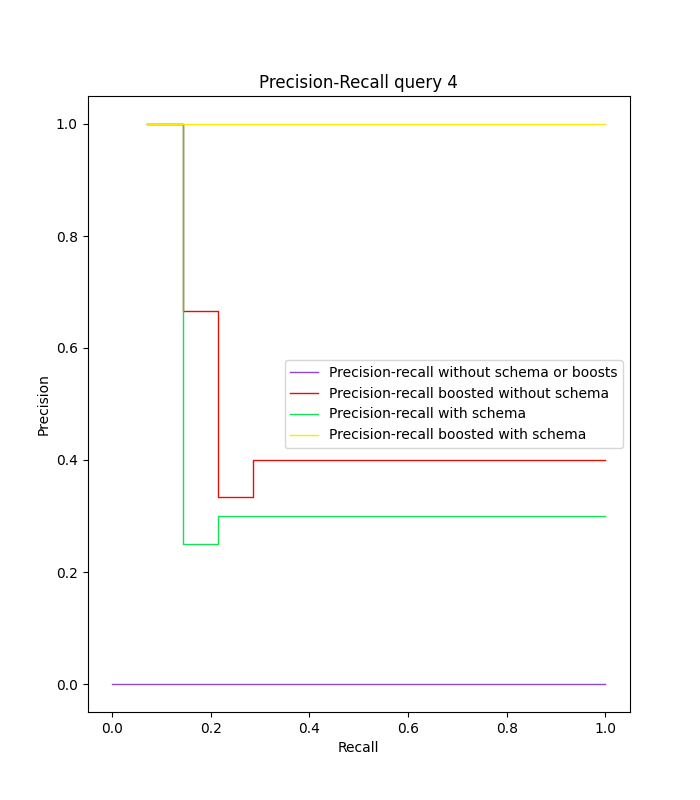 Precision-Recall query 4
1.0
0.8
0.6
0.4
0.2
0.0
Precision
Precision-recall without schema or boosts
Precision-recall boosted without schema
Precision-recall with schema
Precision-recall boosted with schema
0.0 0.2 0.4 0.6 0.8 1.0
Recall